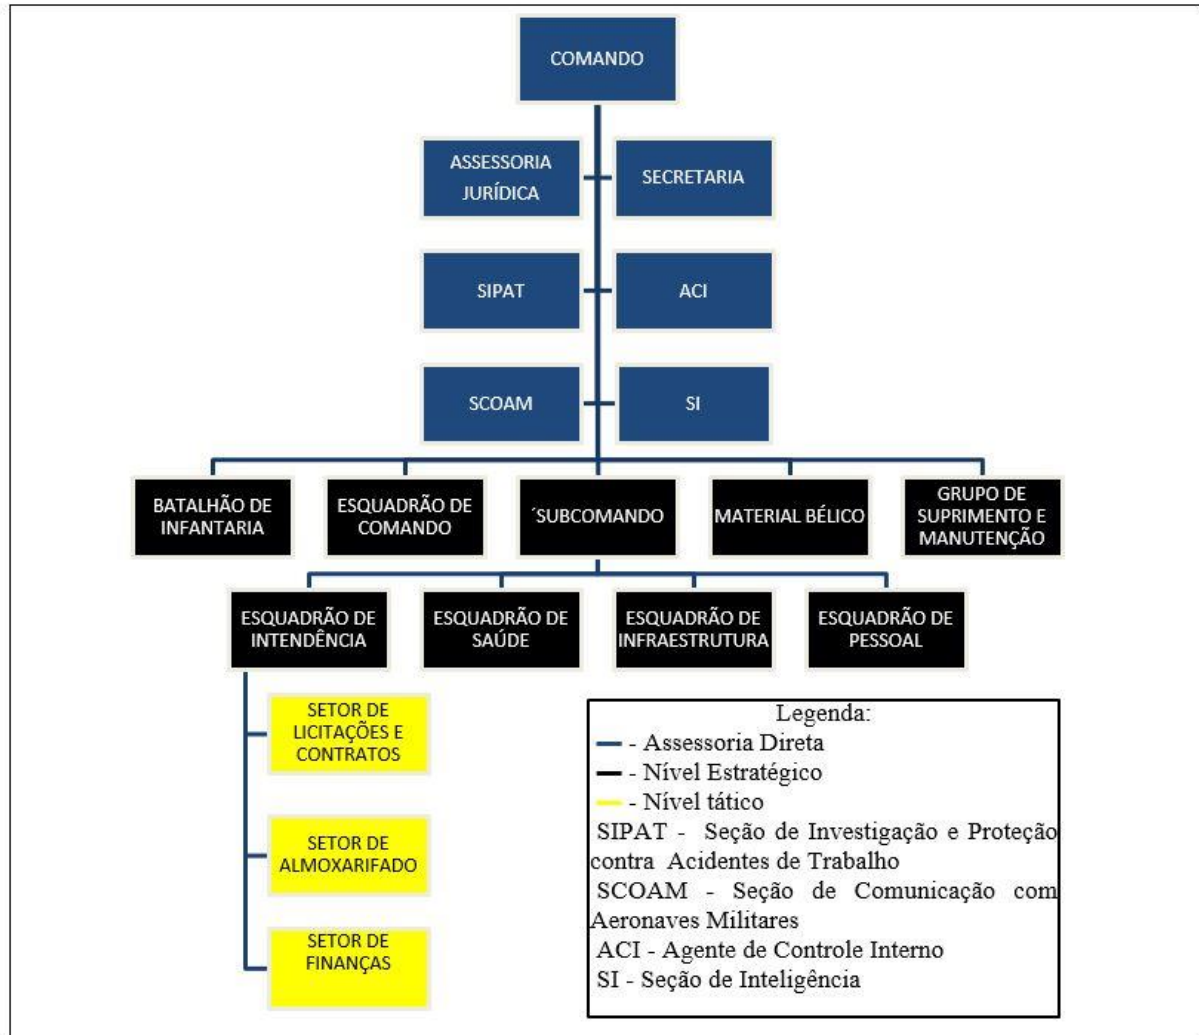 COMANDO
ASSESSORIA
JURÍDICA
SECRETARIA
SIPAT
ACI
SCOAM
SI
BATALHÃO DE
INFANTARIA
ESQUADRÃO DE
COMANDO
´SUBCOMANDO
MATERIAL BÉLICO
GRUPO DE
SUPRIMENTO E
MANUTENÇÃO
ESQUADRÃO DE
INTENDÊNCIA
ESQUADRÃO DE
SAÚDE
ESQUADRÃO DE
INFRAESTRUTURA
ESQUADRÃO DE
PESSOAL
SETOR DE
LICITAÇÕES E
CONTRATOS
SETOR DE
ALMOXARIFADO
SETOR DE
FINANÇAS
Legenda:
- Assessoria Direta
- Nível Estratégico
- Nível tático
SIPAT - Seção de Investigação e Proteção
contra Acidentes de Trabalho
SCOAM - Seção de Comunicação com
Aeronaves Militares
ACI - Agente de Controle Interno
SI - Seção de Inteligência